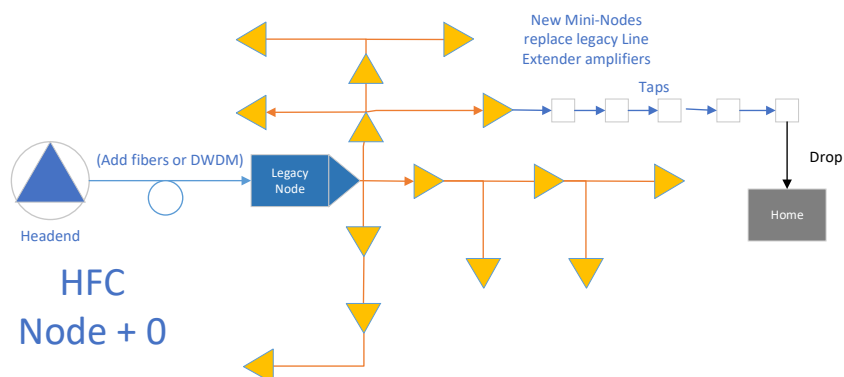 New Mini-Nodes
replace legacy Line
Extender amplifiers
Taps
(Add fibers or DWDM)
Legacy
Node
Drop
Home
Headend
HFC
Node + 0